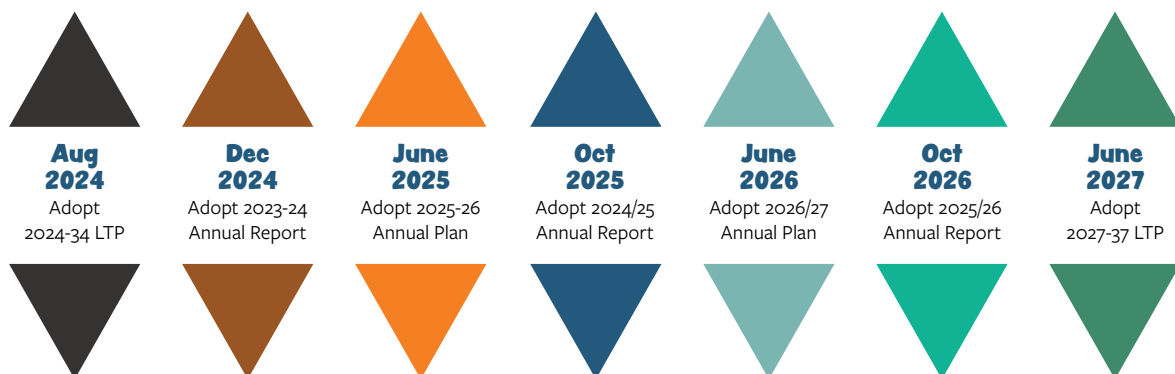 Aug
2024
Adopt
2024-34 LTP
Dec
2024
Adopt 2023-24
Annual Report
June
2025
Adopt 2025-26
Annual Plan
Oct
2025
Adopt 2024/25
Annual Report
June
2026
Adopt 2026/27
Annual Plan
Oct
2026
Adopt 2025/26
Annual Report
June
2027
Adopt
2027-37 LTP